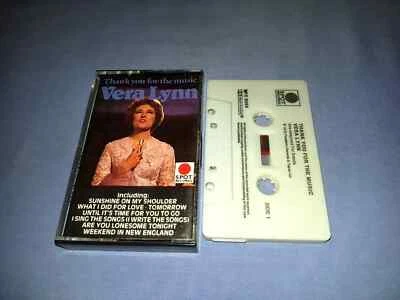 Thank you for the music
Vera Lynn
SPOT
Including:
SUNSHINE ON MY SHOULDER
WHAT I DID FOR LOVE · TOMORROW
UNTIL IT'S TIME FOR YOU TO GO
I SING THE SONGS (I WRITE THE SONGS)
ARE YOU LONESOME TONIGHT
WEEKEND IN NEW ENGLAND
THANK YOU FOR THE MUSIC
VERA LYNN
SIDE 1